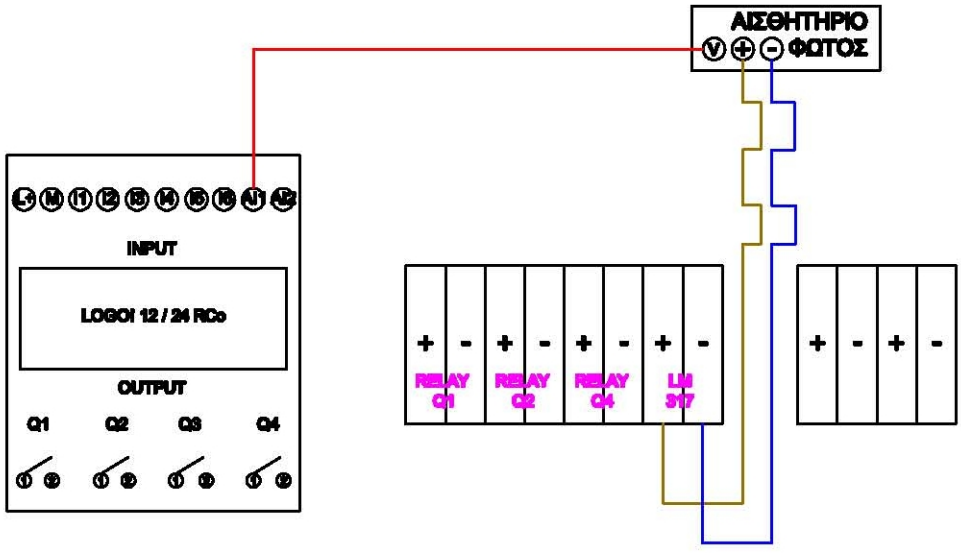 ΑΙΣΘΗΤΗΡΙΟ
V + - ΦΩΤΟΣ
L+ M I1 I2 I3 I4 I5 I6 AI1 AI2
INPUT
LOGO! 12 / 24 RCo
OUTPUT
Q1 Q2 Q3 Q4
1 2 1 2 1 2 1 2
+ - + - + - + -
RELAY RELAY RELAY LM
Q1 Q2 Q4 317
+ - + -